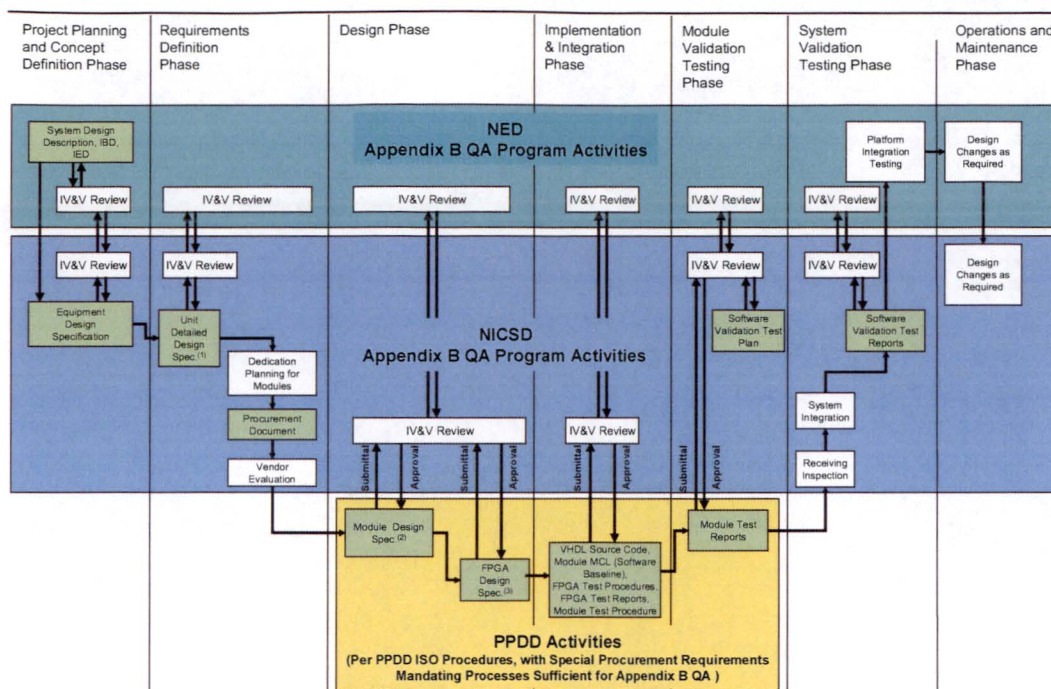 Project Planning
and Concept
Definition Phase
Requirements
Definition
Phase
Design Phase
Implementation
& Integration
Phase
Module
Validation
Testing
Phase
System
Validation
Testing Phase
Operations and
Maintenance
Phase
NED
Appendix B QA Program Activities
System Design
Description, IBD,
IED
IV&V Review
IV&V Review
IV&V Review
IV&V Review
IV&V Review
IV&V Review
Platform
Integration
Testing
Design
Changes as
Required
NICSD
Appendix B QA Program Activities
IV&V Review
IV&V Review
IV&V Review
IV&V Review
Design
Changes as
Required
Equipment
Design
Specification
Unit
Detailed
Design
Spec.(1)
Software
Validation Test
Plan
Software
Validation Test
Reports
Dedication
Planning for
Modules
Procurement
Document
Vendor
Evaluation
IV&V Review
IV&V Review
System
Integration
Receiving
Inspection
Submittal
Approval
Submittal
Approval
Submittal
Approval
Submittal
Approval
Module Design
Spec.(2)
FPGA
Design
Spec.(3)
VHDL Source Code,
Module MCL (Software
Baseline),
FPGA Test Procedures,
FPGA Test Reports,
Module Test Procedure
Module Test
Reports
PPDD Activities
(Per PPDD ISO Procedures, with Special Procurement Requirements
Mandating Processes Sufficient for Appendix B QA )